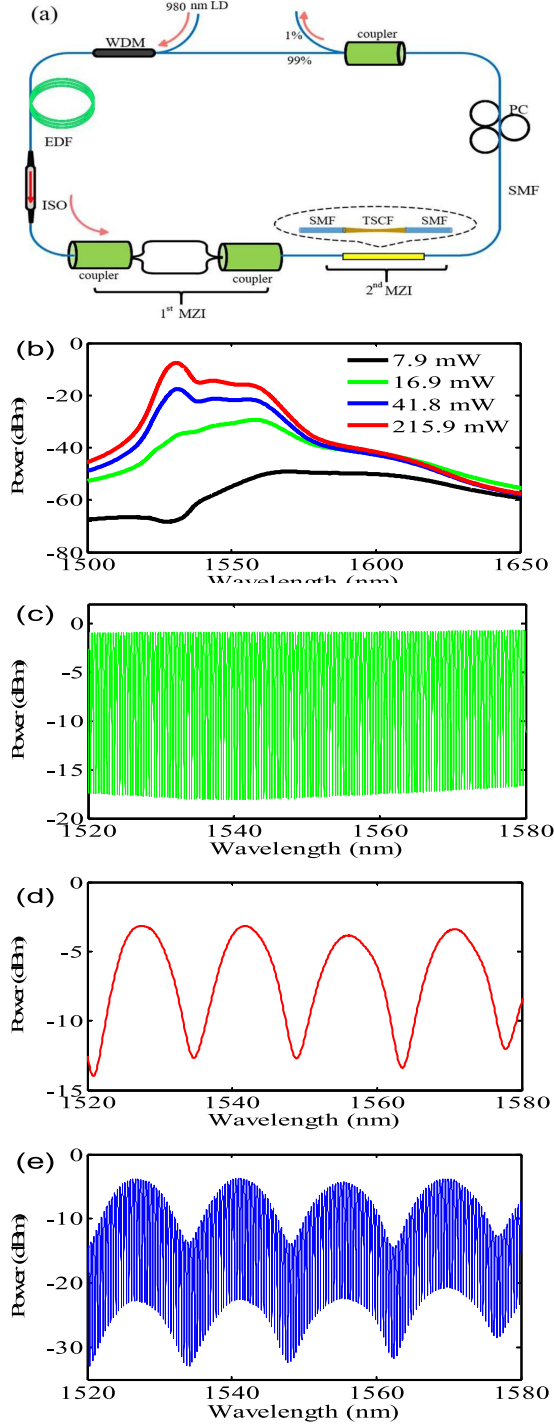 (a)
980 nm LD
WDM
1%
99%
coupler
EDF
PC
ISO
SMF
SMF TSCF SMF
coupler
coupler
1st MZI
2nd MZI
(b)
0
-20
-40
-60
-80
Power (dBm)
7.9 mW
16.9 mW
41.8 mW
215.9 mW
1500 1550 1600 1650
Wavelength (nm)
(c)
0
-5
-10
-15
-20
Power (dBm)
1520 1540 1560 1580
Wavelength (nm)
(d)
0
-5
-10
-15
Power (dBm)
1520 1540 1560 1580
Wavelength (nm)
(e)
0
-10
-20
-30
Power (dBm)
1520 1540 1560 1580
Wavelength (nm)